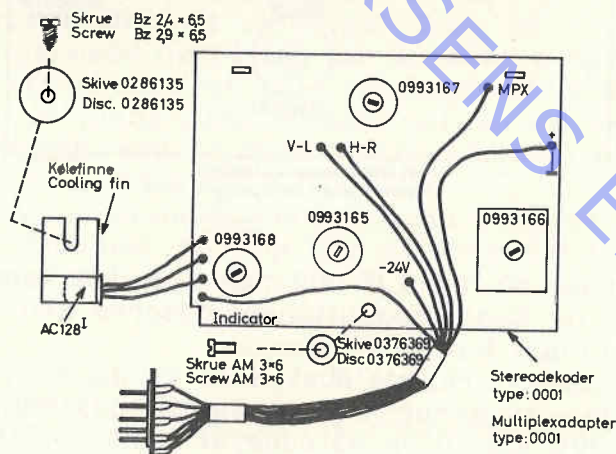 Skrue Bz 2,4 × 6,5
Screw Bz 2,9 × 6,5
Skive 0286135
Disc. 0286135
Kølefinne
Cooling fin
AC128 I
0993167
MPX
V-L
H-R
+
0993168
0993165
0993166
-24V
Indicator
Skrue AM 3×6
Screw AM 3×6
Skive 0376369
Disc 0376369
Stereodekoder
type:0001
Multiplexadapter
type:0001